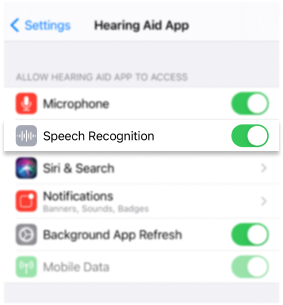 Settings
Hearing Aid App
ALLOW HEARING AID APP TO ACCESS
Microphone
Speech Recognition
Siri & Search
Notifications
Banners, Sounds, Badges
Background App Refresh
Mobile Data